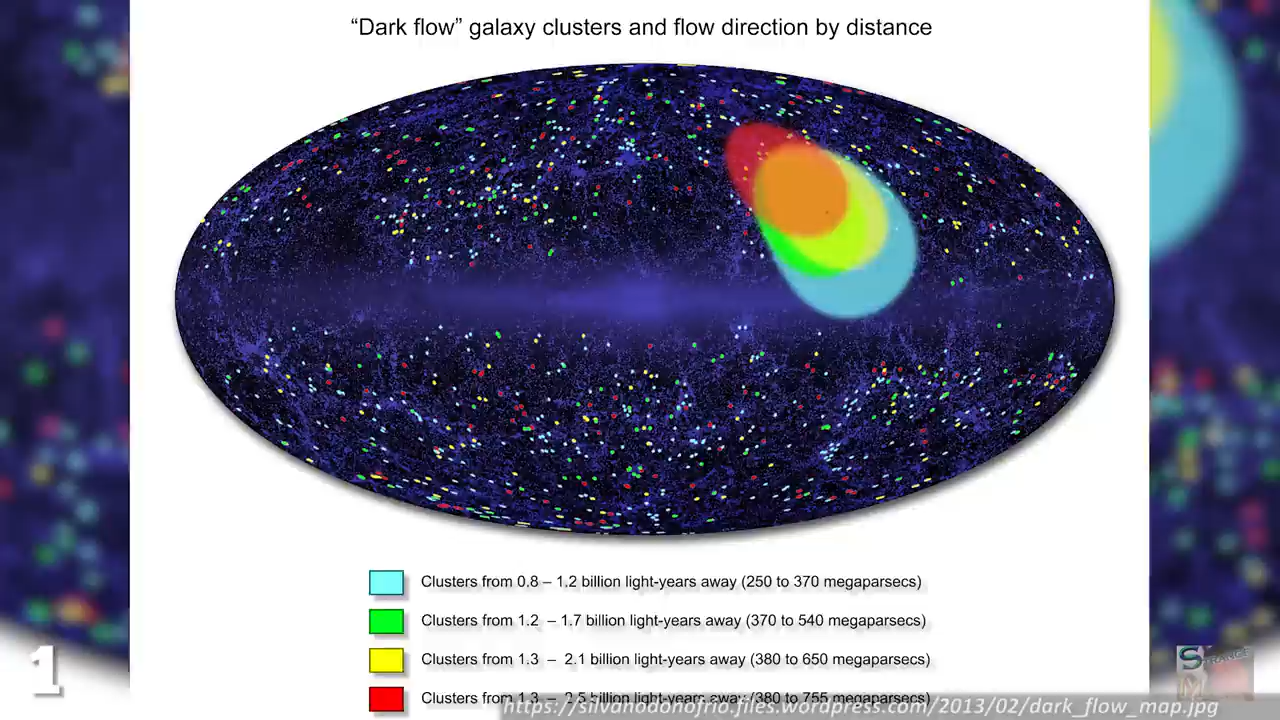 “Dark flow” galaxy clusters and flow direction by distance
Clusters from 0.8 – 1.2 billion light-years away (250 to 370 megaparsecs)
Clusters from 1.2 – 1.7 billion light-years away (370 to 540 megaparsecs)
Clusters from 1.3 – 2.1 billion light-years away (380 to 650 megaparsecs)
Clusters from 1.3 – 2.5 billion light-years away (380 to 755 megaparsecs)
https://silvanodonofrio.files.wordpress.com/2013/02/dark_flow_map.jpg
1
STRANGE